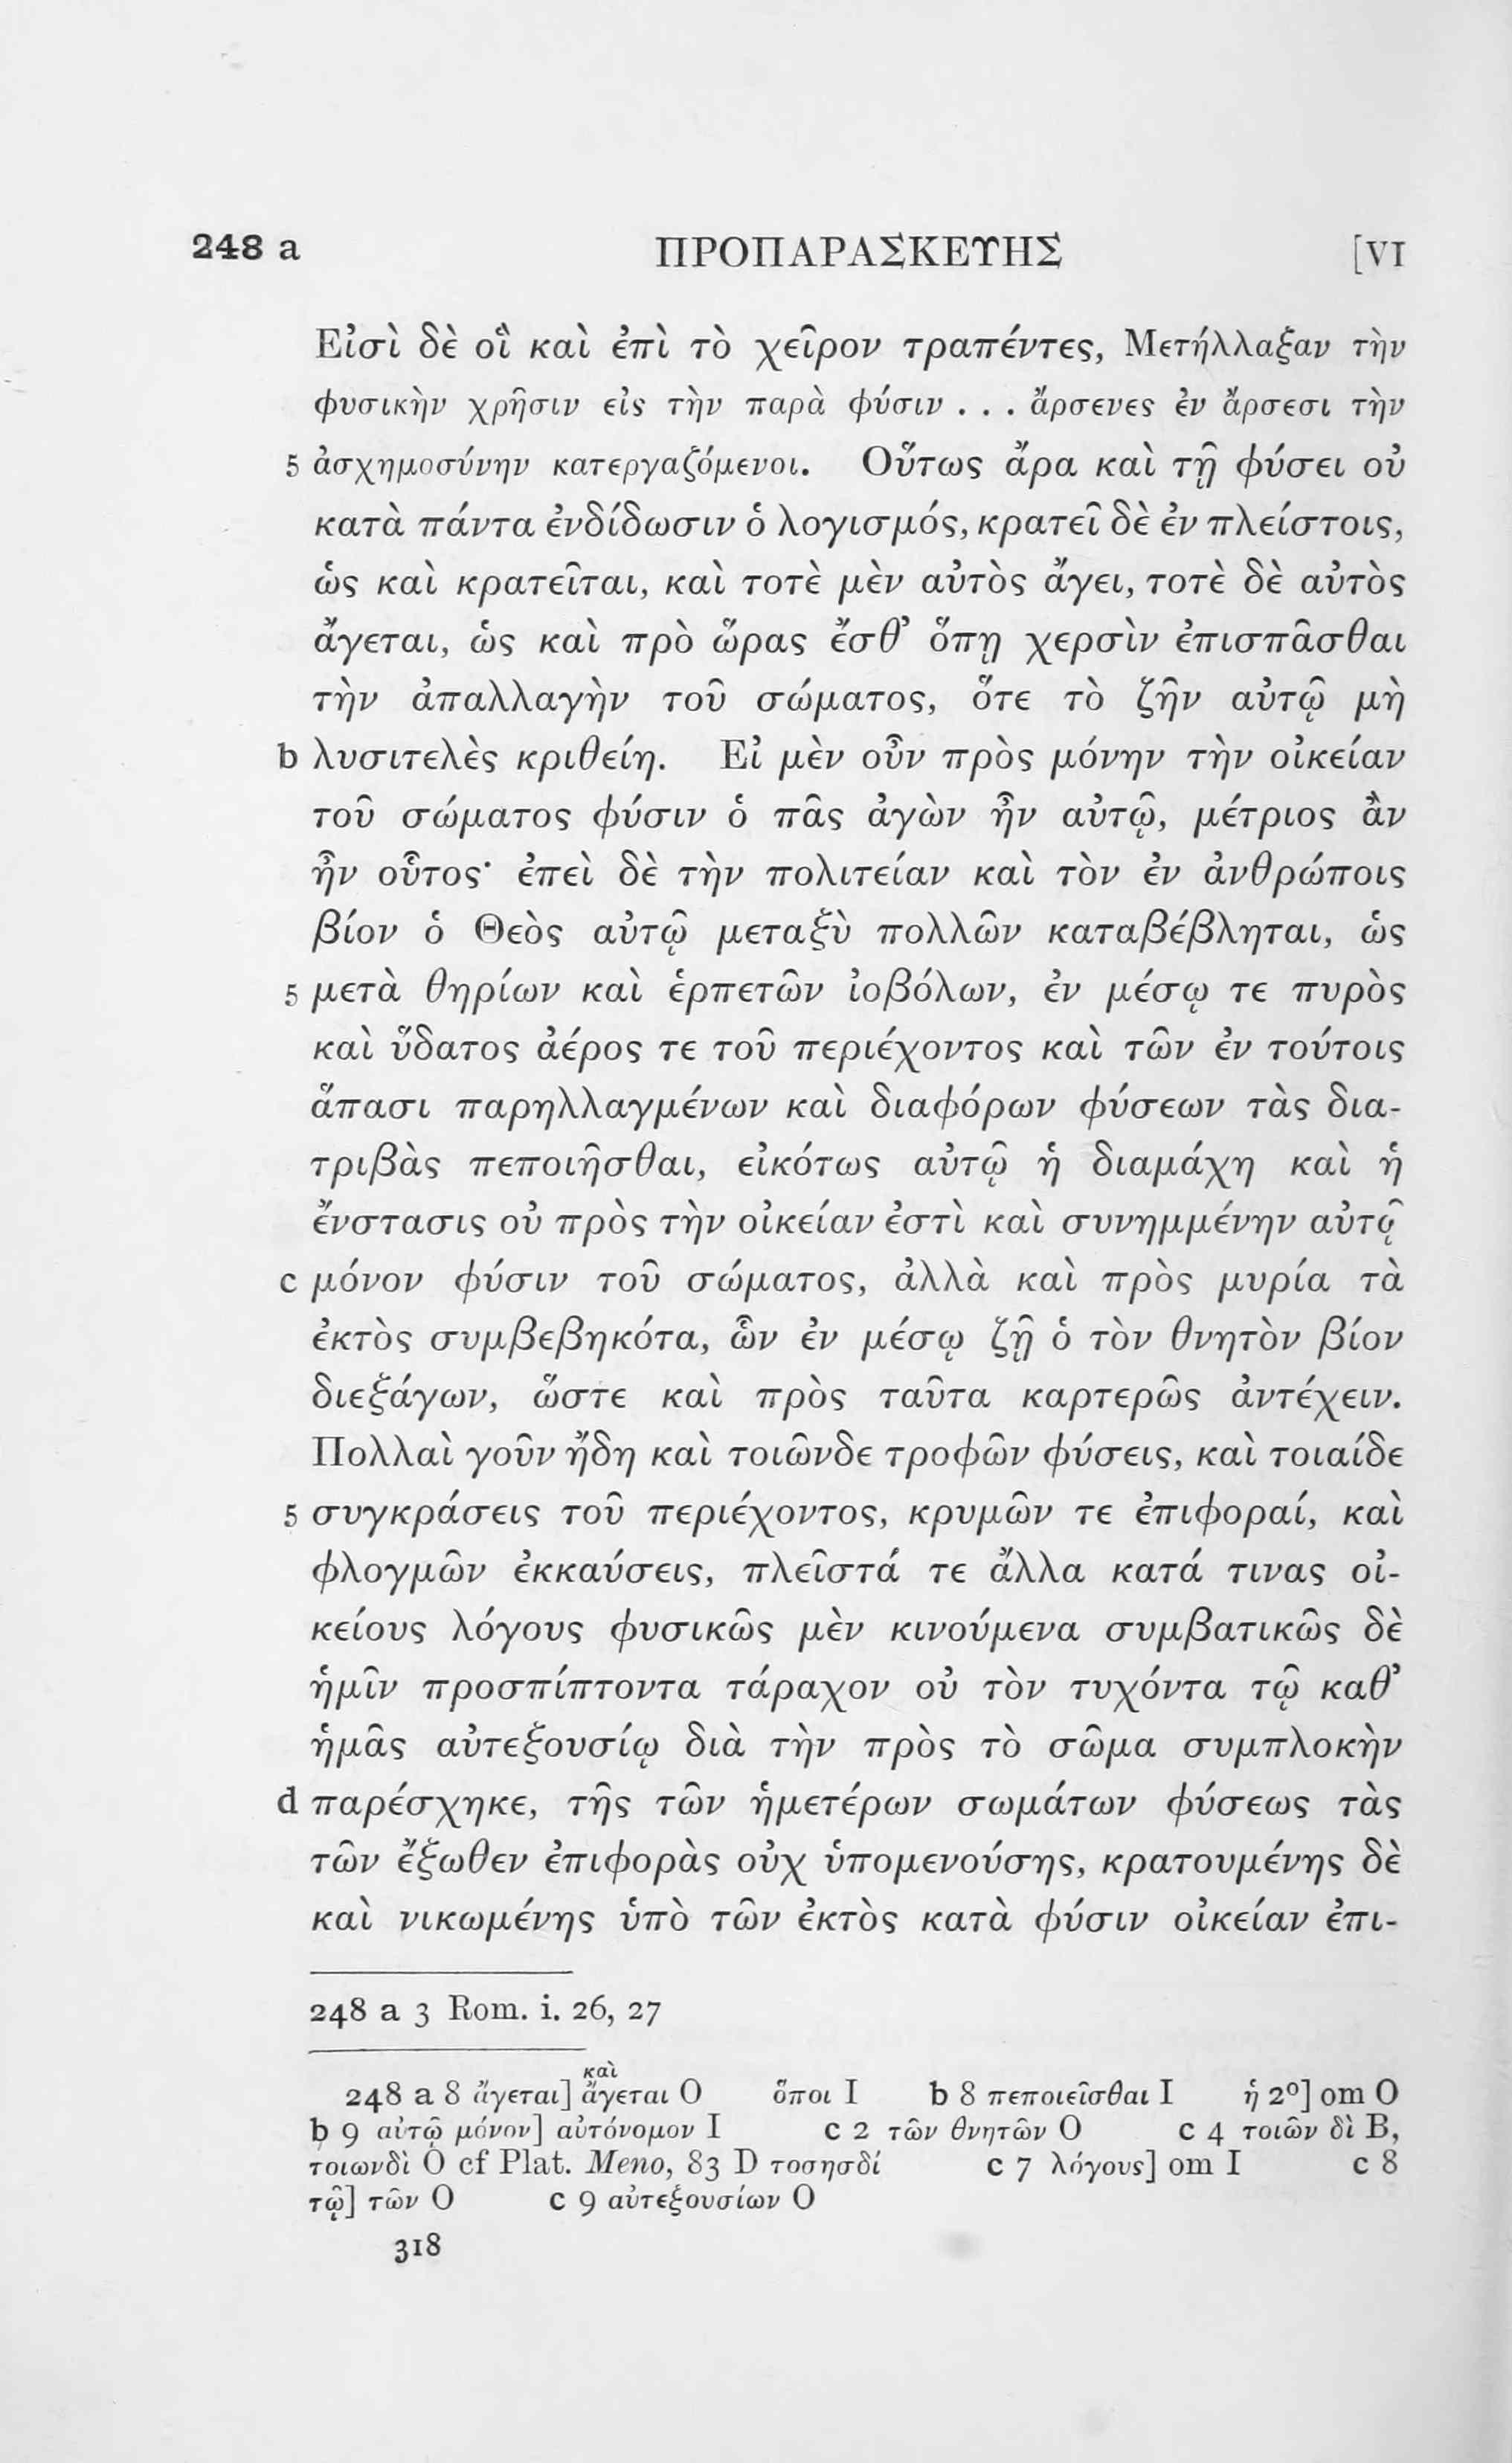 248 a ΠΡΟΠΑΡΑΣΚΕΥΗΣ [VI
Εἰσὶ δὲ οἳ καὶ ἐπὶ τὸ χεῖρον τραπέντες, Μετήλλαξαν τὴν
φυσικὴν χρῆσιν εἰς τὴν παρὰ φύσιν . . . ἄρσενες ἐν ἄρσεσι τὴν
5 ἀσχημοσύνην κατεργαζόμενοι. Οὕτως ἄρα καὶ τῇ φύσει οὐ
κατὰ πάντα ἐνδίδωσιν ὁ λογισμός, κρατεῖ δὲ ἐν πλείστοις,
ὡς καὶ κρατεῖται, καὶ τοτὲ μὲν αὐτὸς ἄγει, τοτὲ δὲ αὐτὸς
ἄγεται, ὡς καὶ πρὸ ὥρας ἔσθ’ ὅπῃ χερσὶν ἐπισπᾶσθαι
τὴν ἀπαλλαγὴν τοῦ σώματος, ὅτε τὸ ζῆν αὐτῷ μὴ
b λυσιτελὲς κριθείη. Εἰ μὲν οὖν πρὸς μόνην τὴν οἰκείαν
τοῦ σώματος φύσιν ὁ πᾶς ἀγὼν ἦν αὐτῷ, μέτριος ἂν
ἦν οὗτος· ἐπεὶ δὲ τὴν πολιτείαν καὶ τὸν ἐν ἀνθρώποις
βίον ὁ Θεὸς αὐτῷ μεταξὺ πολλῶν καταβέβληται, ὡς
5 μετὰ θηρίων καὶ ἑρπετῶν ἰοβόλων, ἐν μέσῳ τε πυρὸς
καὶ ὕδατος ἀέρος τε τοῦ περιέχοντος καὶ τῶν ἐν τούτοις
ἅπασι παρηλλαγμένων καὶ διαφόρων φύσεων τὰς δια-
τριβὰς πεποιῆσθαι, εἰκότως αὐτῷ ἡ διαμάχη καὶ ἡ
ἔνστασις οὐ πρὸς τὴν οἰκείαν ἐστὶ καὶ συνημμένην αὐτῷ
c μόνον φύσιν τοῦ σώματος, ἀλλὰ καὶ πρὸς μυρία τὰ
ἐκτὸς συμβεβηκότα, ὧν ἐν μέσῳ ζῇ ὁ τὸν θνητὸν βίον
διεξάγων, ὥστε καὶ πρὸς ταῦτα καρτερῶς ἀντέχειν.
Πολλαὶ γοῦν ἤδη καὶ τοιῶνδε τροφῶν φύσεις, καὶ τοιαίδε
5 συγκράσεις τοῦ περιέχοντος, κρυμῶν τε ἐπιφοραί, καὶ
φλογμῶν ἐκκαύσεις, πλεῖστά τε ἄλλα κατά τινας οἰ-
κείους λόγους φυσικῶς μὲν κινούμενα συμβατικῶς δὲ
ἡμῖν προσπίπτοντα τάραχον οὐ τὸν τυχόντα τῷ καθ’
ἡμᾶς αὐτεξουσίῳ διὰ τὴν πρὸς τὸ σῶμα συμπλοκὴν
d παρέσχηκε, τῆς τῶν ἡμετέρων σωμάτων φύσεως τὰς
τῶν ἔξωθεν ἐπιφορὰς οὐχ ὑπομενούσης, κρατουμένης δὲ
καὶ νικωμένης ὑπὸ τῶν ἐκτὸς κατὰ φύσιν οἰκείαν ἐπι-
248 a 3 Rom. i. 26, 27
καὶ
248 a 8 ἄγεται] ἄγεται O ὅποι I b 8 πεποιεῖσθαι I ἡ 2º] om O
b 9 αὐτῷ μόνον] αὐτόνομον I c 2 τῶν θνητῶν O c 4 τοιῶν δὶ B,
τοιωνδὶ O cf Plat. Meno, 83 D τοσησδί c 7 λόγους] om I c 8
τῷ] τῶν O c 9 αὐτεξουσίων O
318